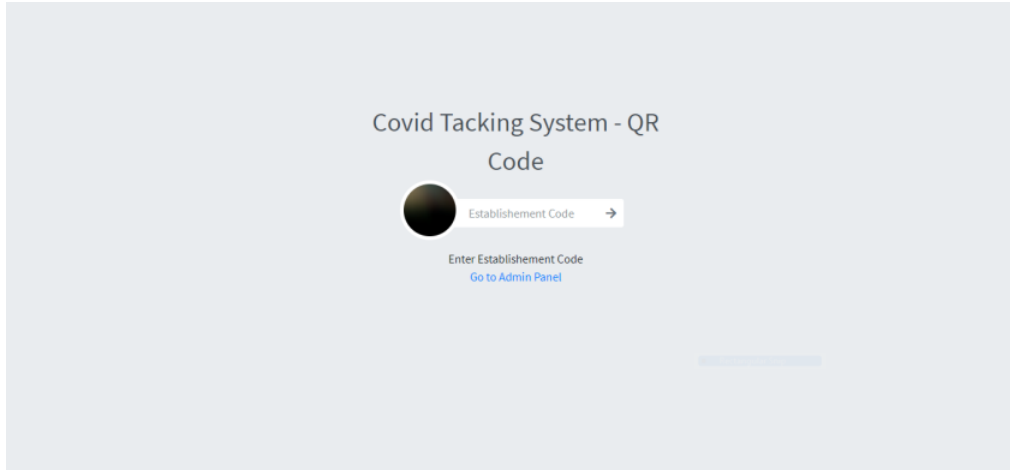 Covid Tacking System - QR
Code
Establishement Code
Enter Establishement Code
Go to Admin Panel